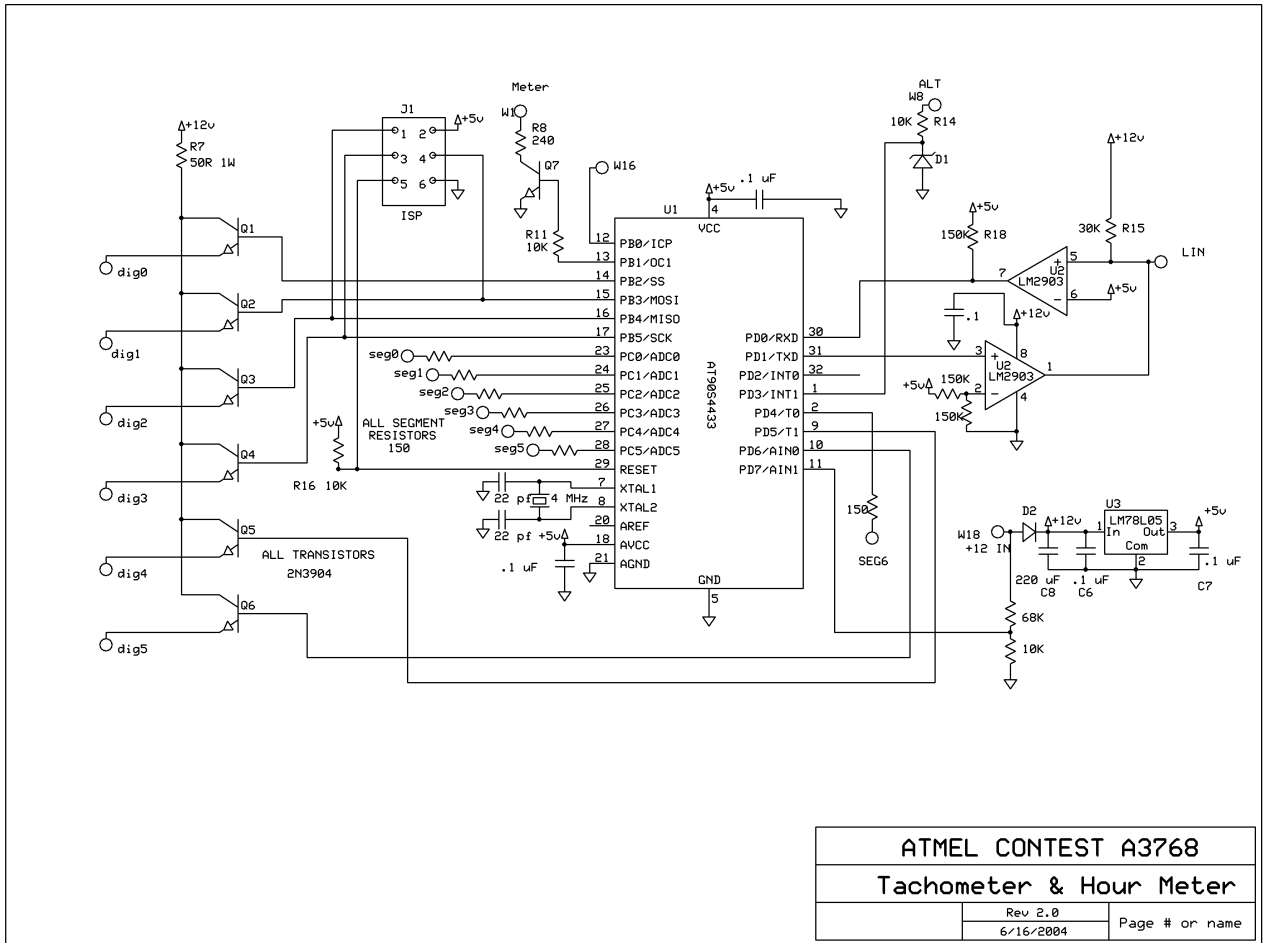 Meter
ALT
W8
W1
J1
+5v
10K R14
+12v
R7
50R 1W
1 2
3 4
5 6
ISP
R8
240
Q7
W16
D1
+12v
+5v
.1 uF
4
VCC
U1
R11
10K
+5v
150K R18
30K R15
LIN
Q1
dig0
Q2
dig1
Q3
dig2
Q4
dig3
Q5
dig4
Q6
dig5
12 PB0/ICP
13 PB1/OC1
14 PB2/SS
15 PB3/MOSI
16 PB4/MISO
17 PB5/SCK
seg0 23 PC0/ADC0
seg1 24 PC1/ADC1
seg2 25 PC2/ADC2
seg3 26 PC3/ADC3
seg4 27 PC4/ADC4
seg5 28 PC5/ADC5
29 RESET
7 XTAL1
8 XTAL2
20 AREF
18 AVCC
21 AGND
AT90S4433
PD0/RXD 30
PD1/TXD 31
PD2/INT0 32
PD3/INT1 1
PD4/T0 2
PD5/T1 9
PD6/AIN0 10
PD7/AIN1 11
GND
5
+5v
ALL SEGMENT
RESISTORS
150
R16 10K
22 pf
4 MHz
22 pf +5v
.1 uF
ALL TRANSISTORS
2N3904
7
+
5
U2
LM2903
-
6
+5v
.1
+12v
3
+
8
U2
LM2903
1
+5v
150K
2
-
4
150K
150
SEG6
W18
+12 IN
D2
+12v
U3
LM78L05
1 In Out 3
Com
2
+5v
220 uF
C8
.1 uF
C6
.1 uF
C7
68K
10K
ATMEL CONTEST A3768
Tachometer & Hour Meter
Rev 2.0
6/16/2004
Page # or name